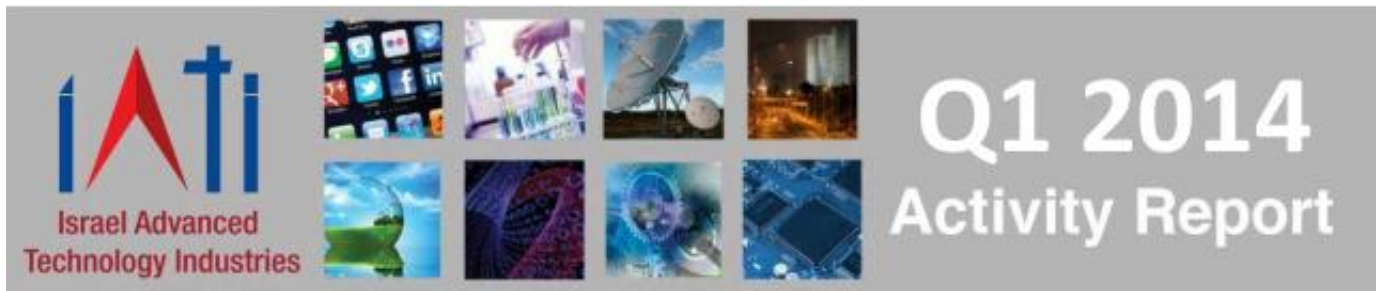 iATi
Israel Advanced
Technology Industries
Q1 2014
Activity Report